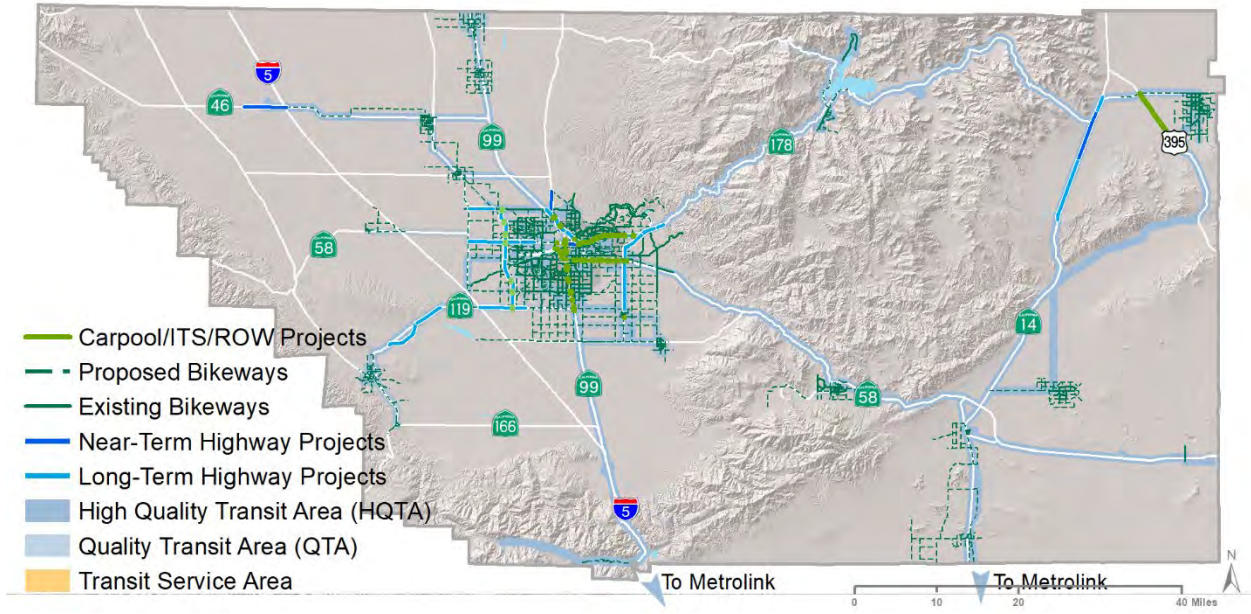 5
46
99
178
395
58
119
14
Carpool/ITS/ROW Projects
Proposed Bikeways
Existing Bikeways
Near-Term Highway Projects
Long-Term Highway Projects
High Quality Transit Area (HQTA)
Quality Transit Area (QTA)
Transit Service Area
99
58
166
5
To Metrolink
To Metrolink
N
0 10 20 40 Miles